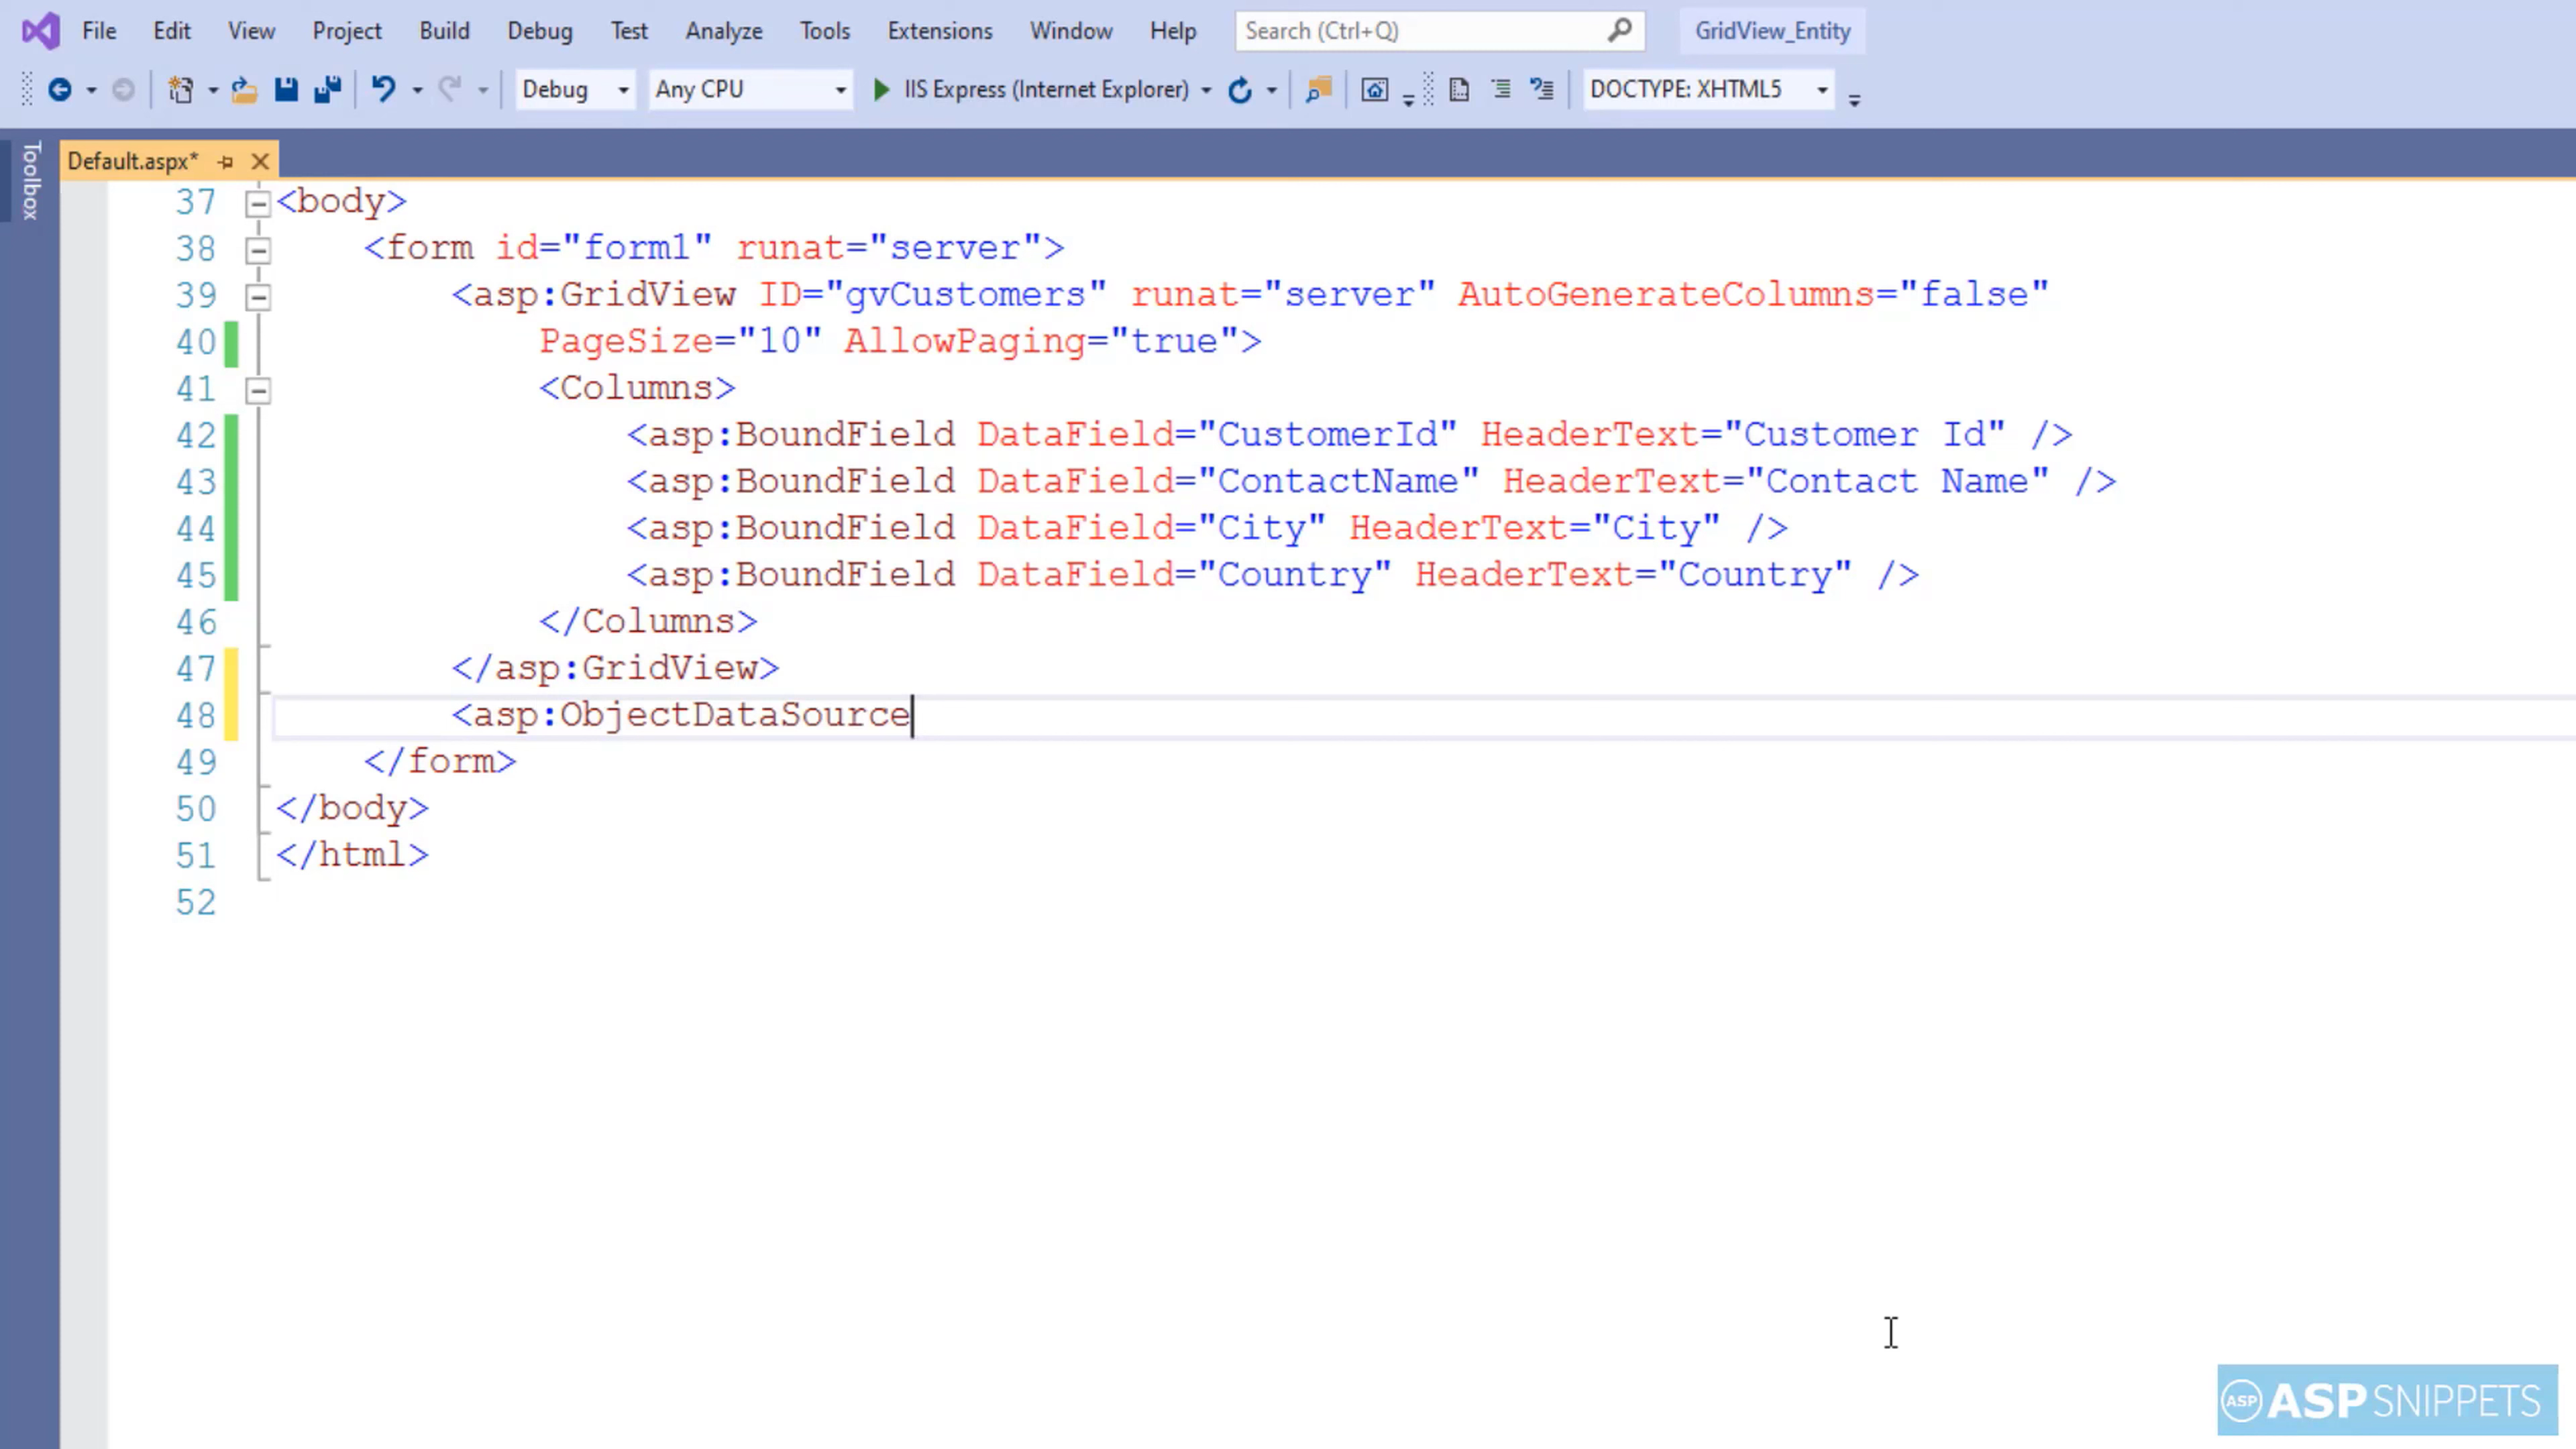 File Edit View Project Build Debug Test Analyze Tools Extensions Window Help Search (Ctrl+Q) GridView_Entity
Debug Any CPU IIS Express (Internet Explorer) DOCTYPE: XHTML5
Toolbox
Default.aspx*
37 <body>
38 <form id="form1" runat="server">
39 <asp:GridView ID="gvCustomers" runat="server" AutoGenerateColumns="false"
40 PageSize="10" AllowPaging="true">
41 <Columns>
42 <asp:BoundField DataField="CustomerId" HeaderText="Customer Id" />
43 <asp:BoundField DataField="ContactName" HeaderText="Contact Name" />
44 <asp:BoundField DataField="City" HeaderText="City" />
45 <asp:BoundField DataField="Country" HeaderText="Country" />
46 </Columns>
47 </asp:GridView>
48 <asp:ObjectDataSource
49 </form>
50 </body>
51 </html>
52
ASP ASPSNIPPETS